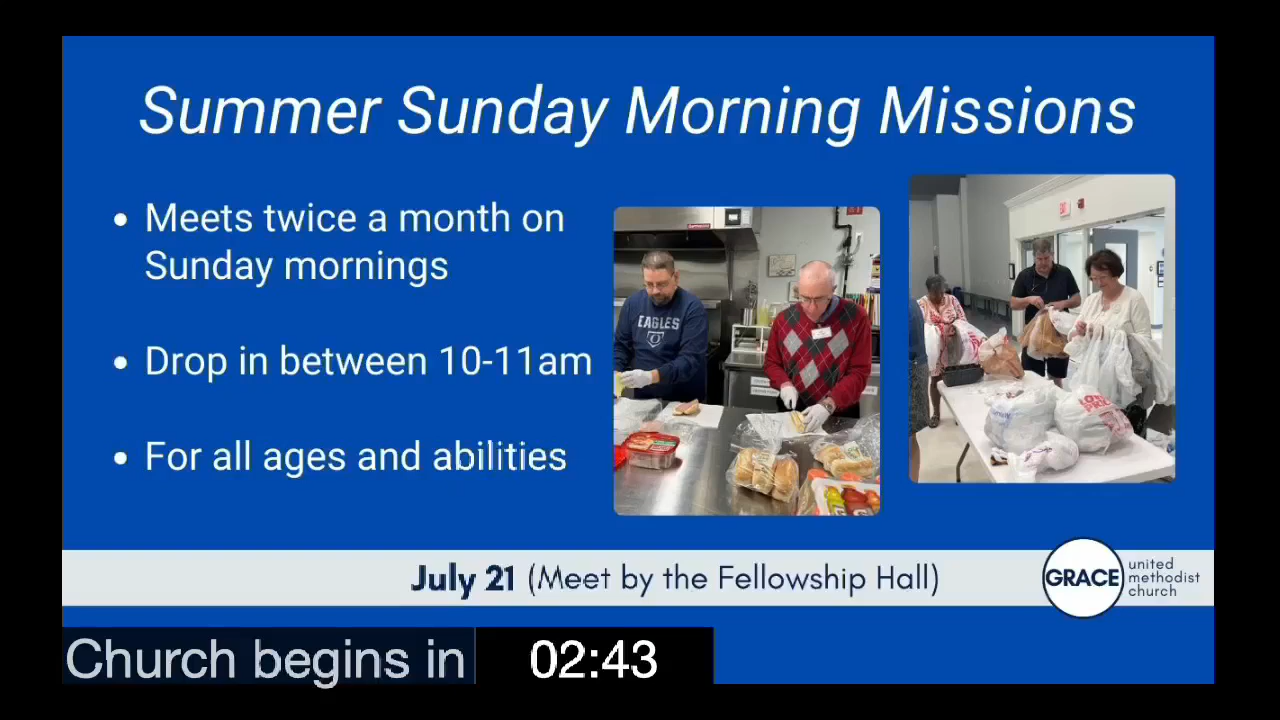 Summer Sunday Morning Missions
• Meets twice a month on
Sunday mornings
• Drop in between 10-11am
• For all ages and abilities
EAGLES
EXIT
July 21 (Meet by the Fellowship Hall)
GRACE
united
methodist
church
Church begins in 02:43